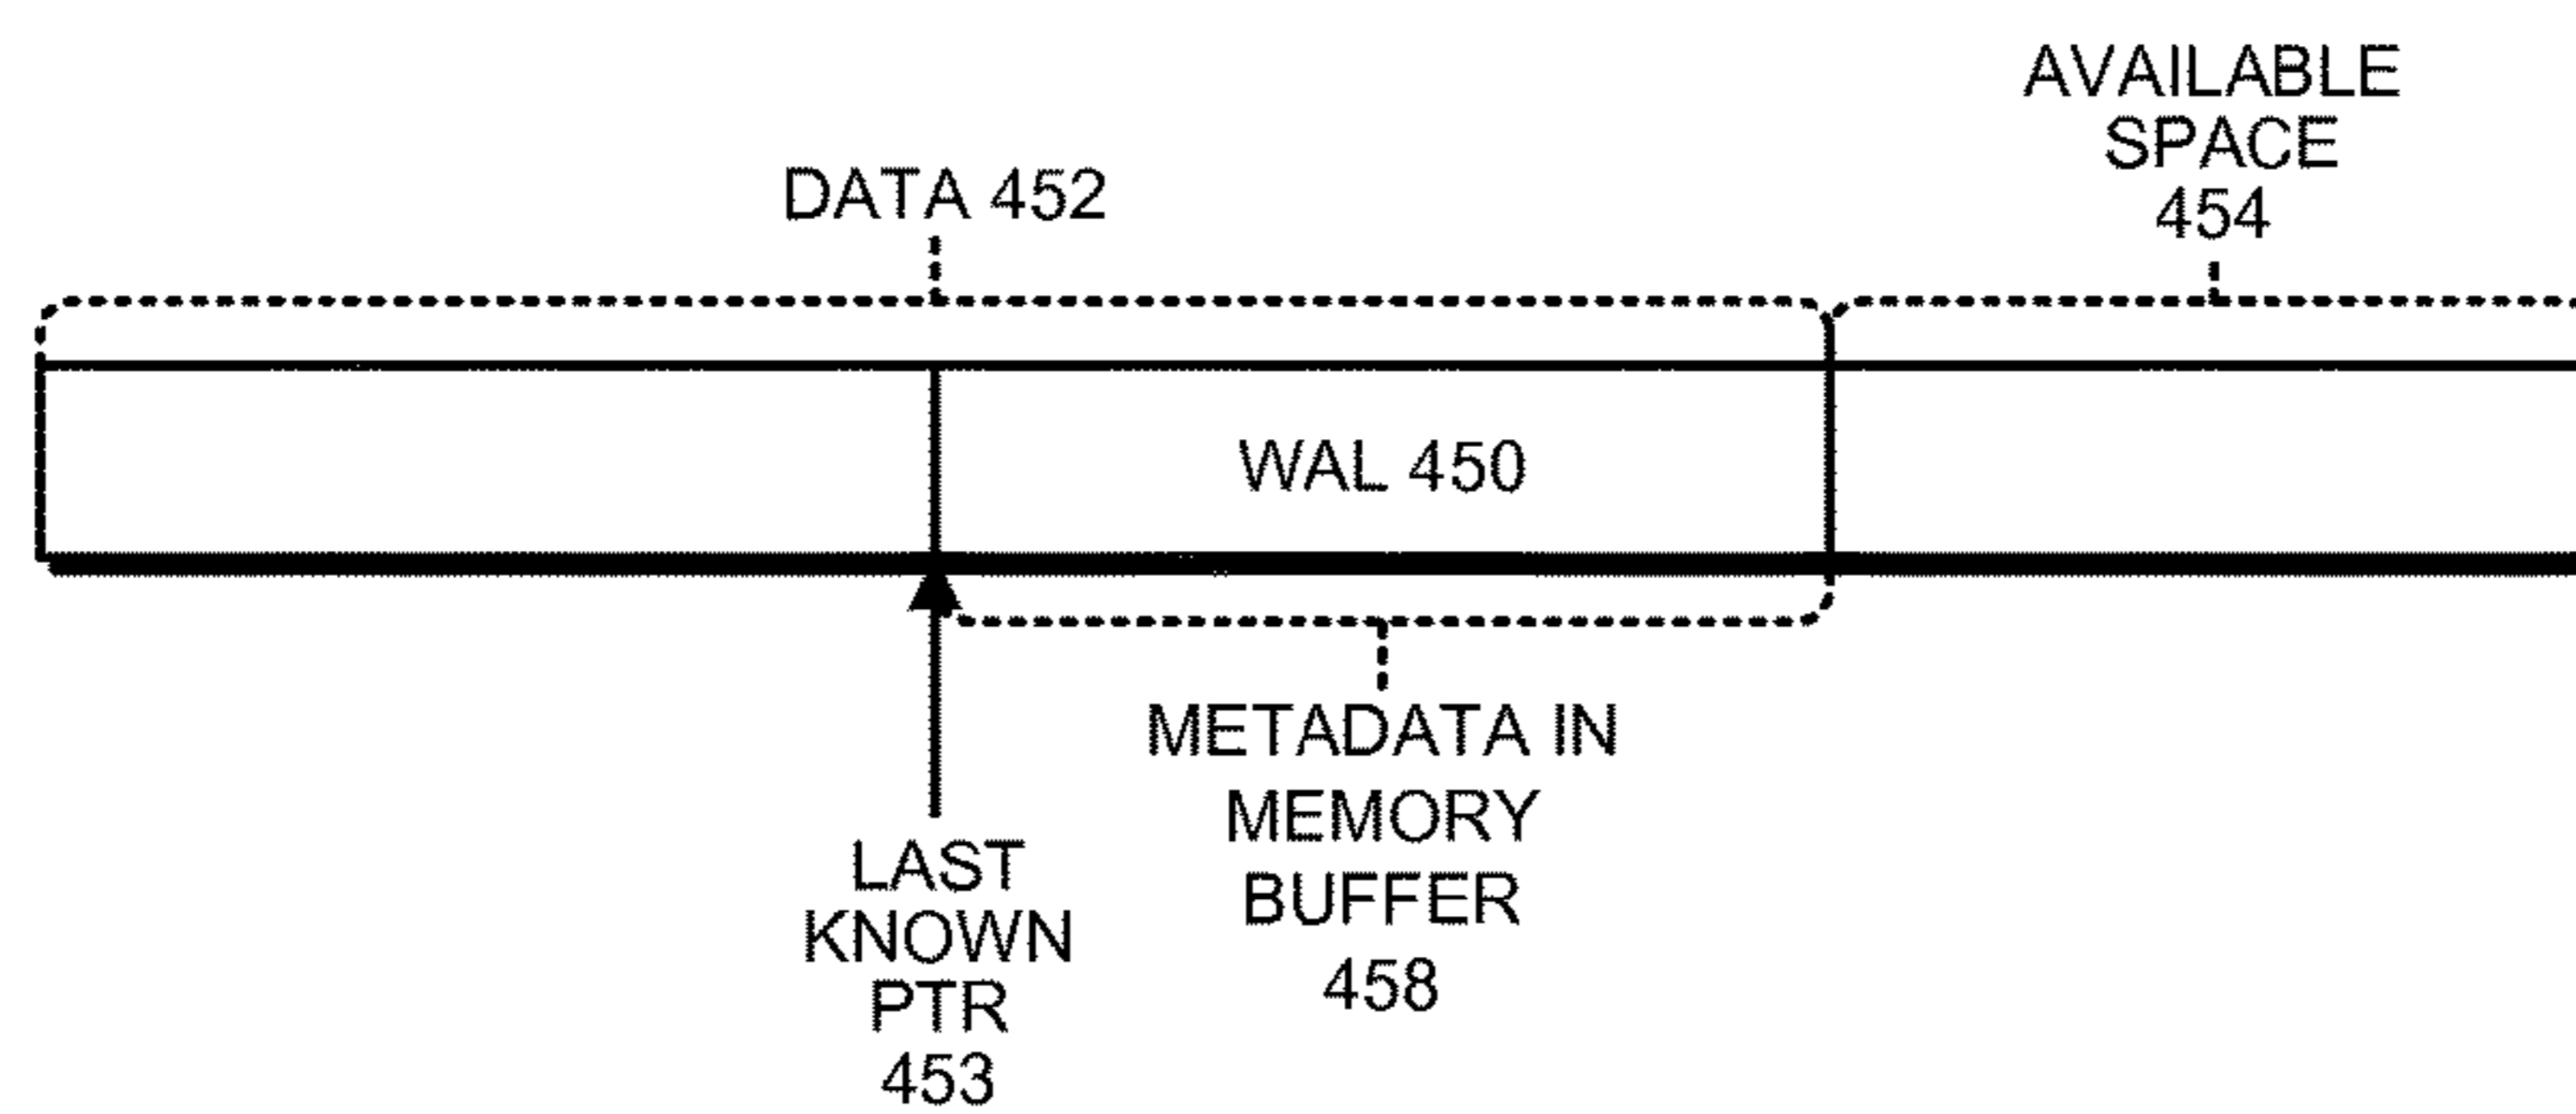 AVAILABLE
SPACE
454
DATA 452
WAL 450
METADATA IN
MEMORY
BUFFER
458
LAST
KNOWN
PTR
453